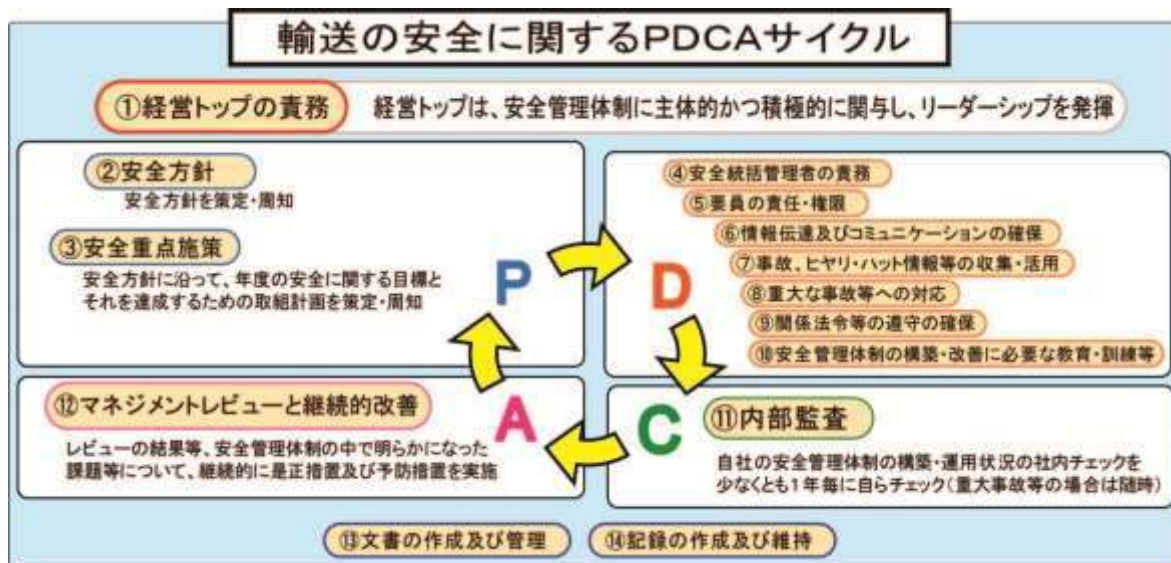 輸送の安全に関するPDCAサイクル
①経営トップの責務
経営トップは、安全管理体制に主体的かつ積極的に関与し、リーダーシップを発揮
②安全方針
安全方針を策定・周知
③安全重点施策
安全方針に沿って、年度の安全に関する目標と
それを達成するための取組計画を策定・周知
P
D
④安全統括管理者の責務
⑤要員の責任・権限
⑥情報伝達及びコミュニケーションの確保
⑦事故、ヒヤリ・ハット情報等の収集・活用
⑧重大な事故等への対応
⑨関係法令等の遵守の確保
⑩安全管理体制の構築・改善に必要な教育・訓練等
⑫マネジメントレビューと継続的改善
レビューの結果等、安全管理体制の中で明らかになった
課題等について、継続的に是正措置及び予防措置を実施
A
C
⑪内部監査
自社の安全管理体制の構築・運用状況の社内チェックを
少なくとも1年毎に自らチェック(重大事故等の場合は随時)
⑬文書の作成及び管理
⑭記録の作成及び維持